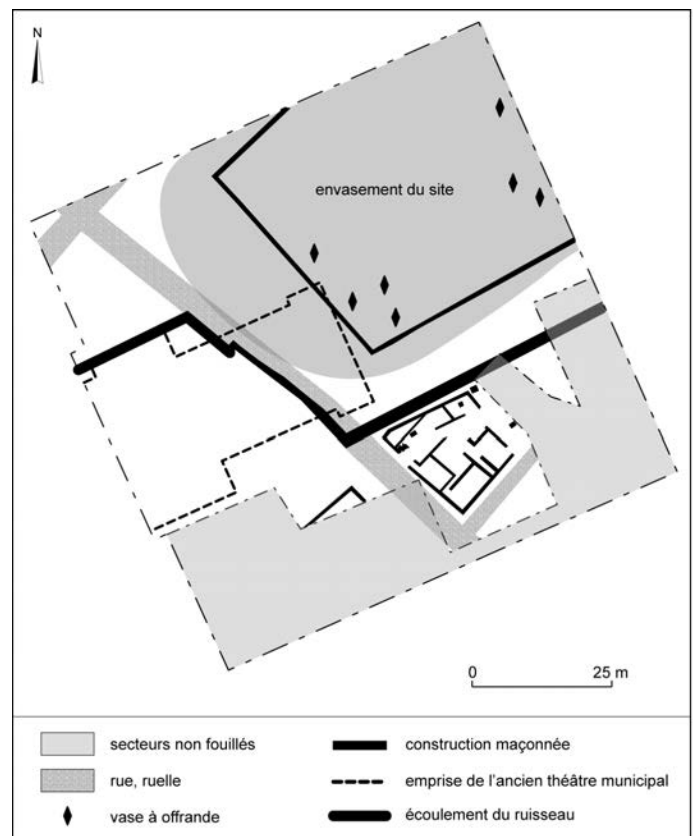 N
envasement du site
0 25 m
secteurs non fouillés
construction maçonnée
rue, ruelle
emprise de l'ancien théâtre municipal
vase à offrande
écoulement du ruisseau